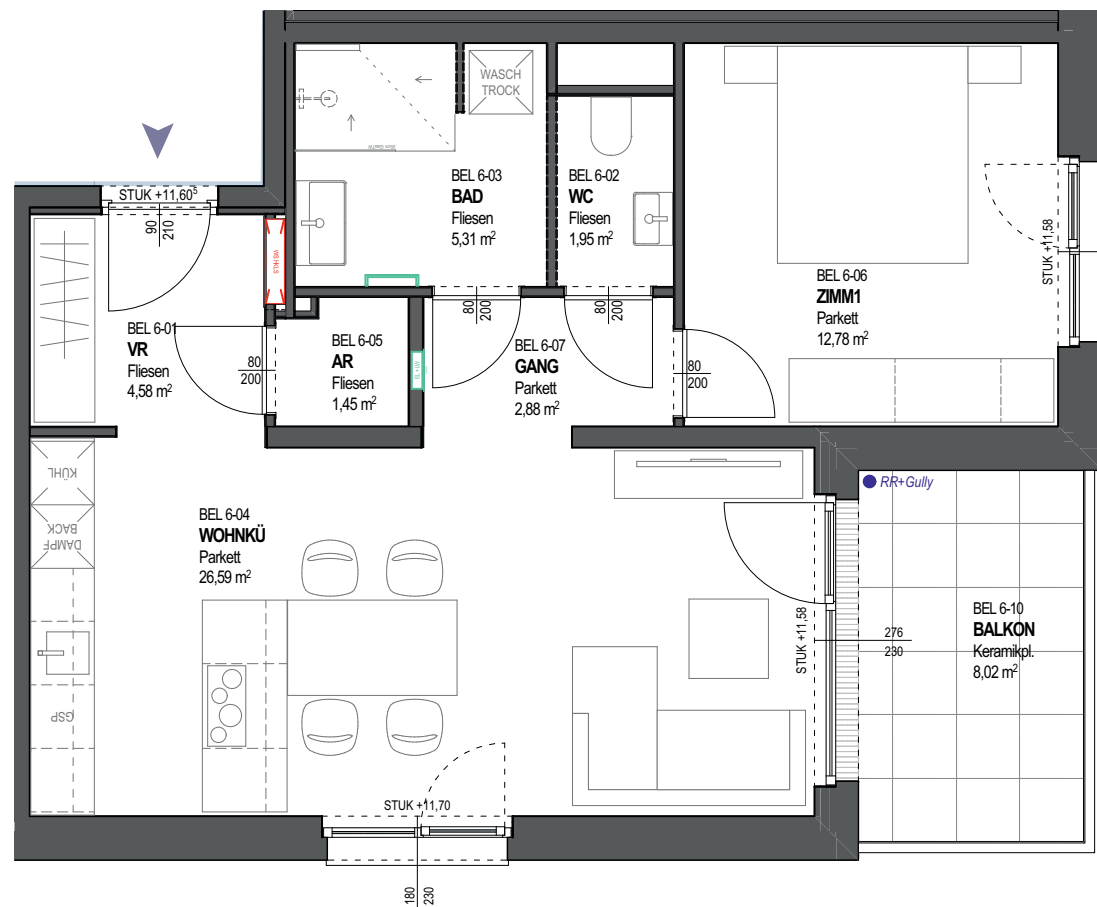 WASCH
TROCK
STUK +11,60⁵
90
210
BEL 6-03
BAD
Fliesen
5,31 m²
BEL 6-02
WC
Fliesen
1,95 m²
BEL 6-06
ZIMM1
Parkett
12,78 m²
STUK +11,58
BEL 6-01
VR
Fliesen
4,58 m²
80
200
BEL 6-05
AR
Fliesen
1,45 m²
80
200
80
200
BEL 6-07
GANG
Parkett
2,88 m²
80
200
KÜHL
DAMPF
BACK
GSP
BEL 6-04
WOHNKÜ
Parkett
26,59 m²
RR+Gully
STUK +11,58
276
230
BEL 6-10
BALKON
Keramikpl.
8,02 m²
STUK +11,70
180
230